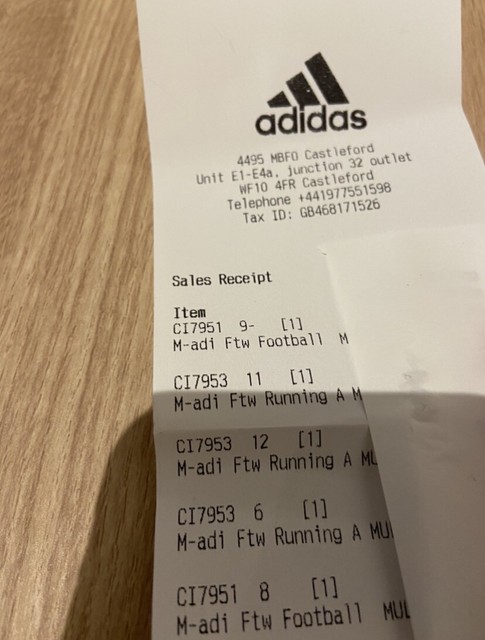 adidas
4495 MBFO Castleford
Unit E1-E4a, junction 32 outlet
WF10 4FR Castleford
Telephone +441977551598
Tax ID: GB468171526
Sales Receipt
Item
CI7951 9- [1]
M-adi Ftw Football M
CI7953 11 [1]
M-adi Ftw Running A M
CI7953 12 [1]
M-adi Ftw Running A MU
CI7953 6 [1]
M-adi Ftw Running A MU
CI7951 8 [1]
M-adi Ftw Football MUL